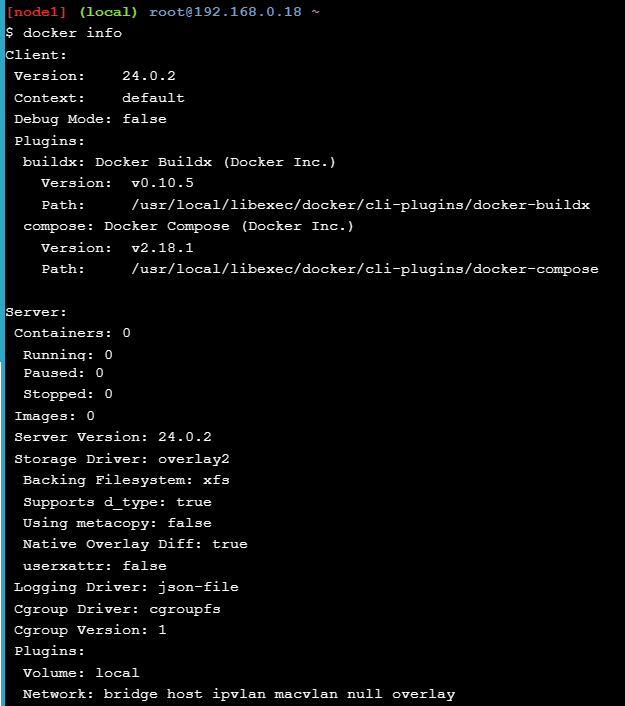 [node1] (local) root@192.168.0.18 ~
$ docker info
Client:
 Version:    24.0.2
 Context:    default
 Debug Mode: false
 Plugins:
  buildx: Docker Buildx (Docker Inc.)
    Version:  v0.10.5
    Path:     /usr/local/libexec/docker/cli-plugins/docker-buildx
  compose: Docker Compose (Docker Inc.)
    Version:  v2.18.1
    Path:     /usr/local/libexec/docker/cli-plugins/docker-compose

Server:
 Containers: 0
  Running: 0
  Paused: 0
  Stopped: 0
 Images: 0
 Server Version: 24.0.2
 Storage Driver: overlay2
  Backing Filesystem: xfs
  Supports d_type: true
  Using metacopy: false
  Native Overlay Diff: true
  userxattr: false
 Logging Driver: json-file
 Cgroup Driver: cgroupfs
 Cgroup Version: 1
 Plugins:
  Volume: local
  Network: bridge host ipvlan macvlan null overlay